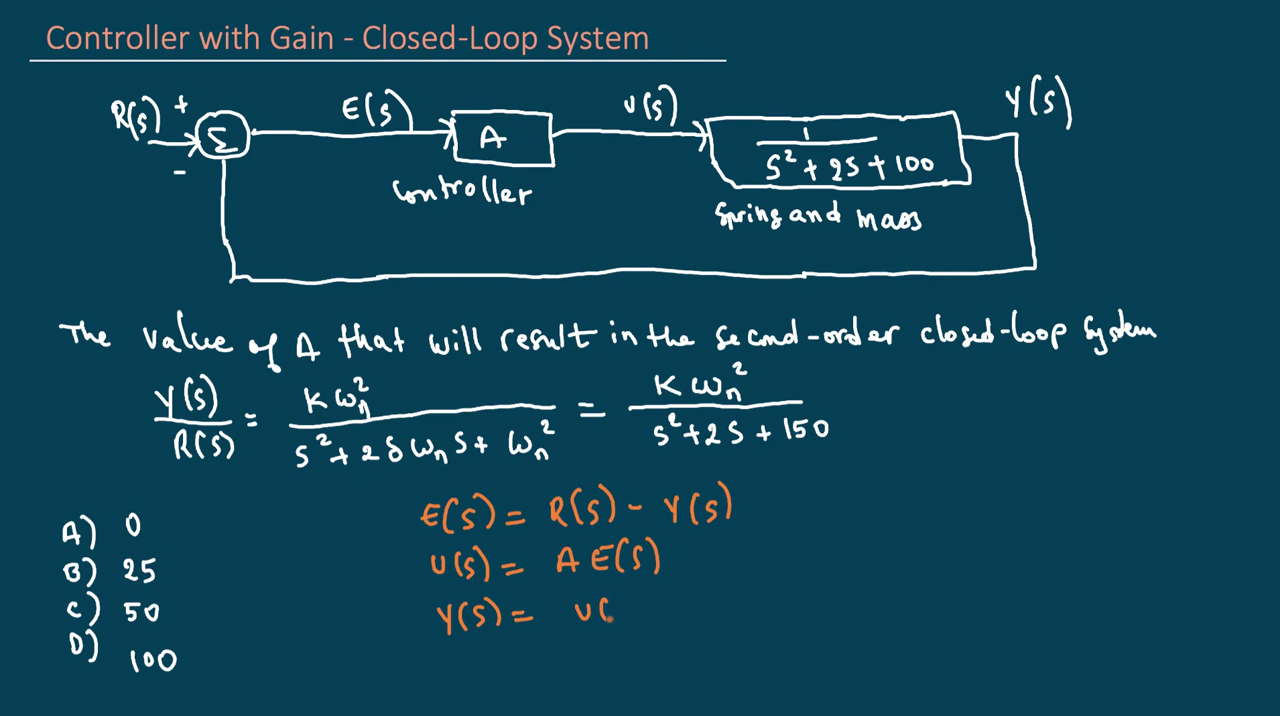 Controller with Gain - Closed-Loop System
R(s) + - Σ E(s) A U(s) 1 / (s² + 2s + 100) Y(s)
Controller
Spring and mass
The value of A that will result in the second-order closed-loop system
Y(s) / R(s) = Kωn² / (s² + 2δωn s + ωn²) = Kωn² / (s² + 2s + 150)
A) 0
B) 25
C) 50
D) 100
E(s) = R(s) - Y(s)
U(s) = A E(s)
Y(s) = U(